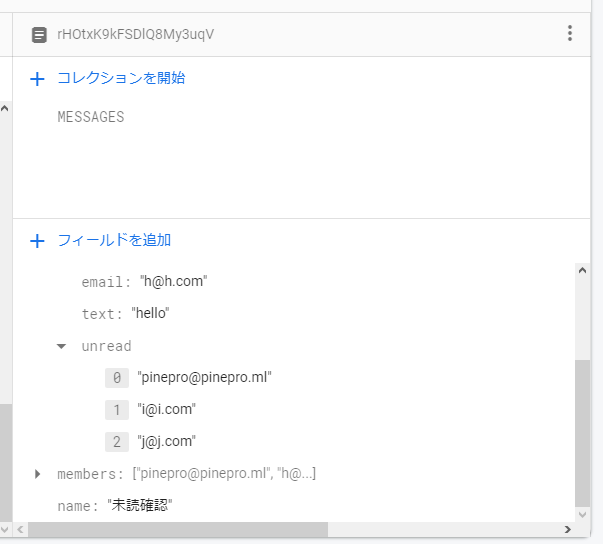 rHOtxK9kFSDlQ8My3uqV
+ コレクションを開始
MESSAGES
+ フィールドを追加
email: "h@h.com"
text: "hello"
unread
0 "pinepro@pinepro.ml"
1 "i@i.com"
2 "j@j.com"
members: ["pinepro@pinepro.ml", "h@...]
name: "未読確認"